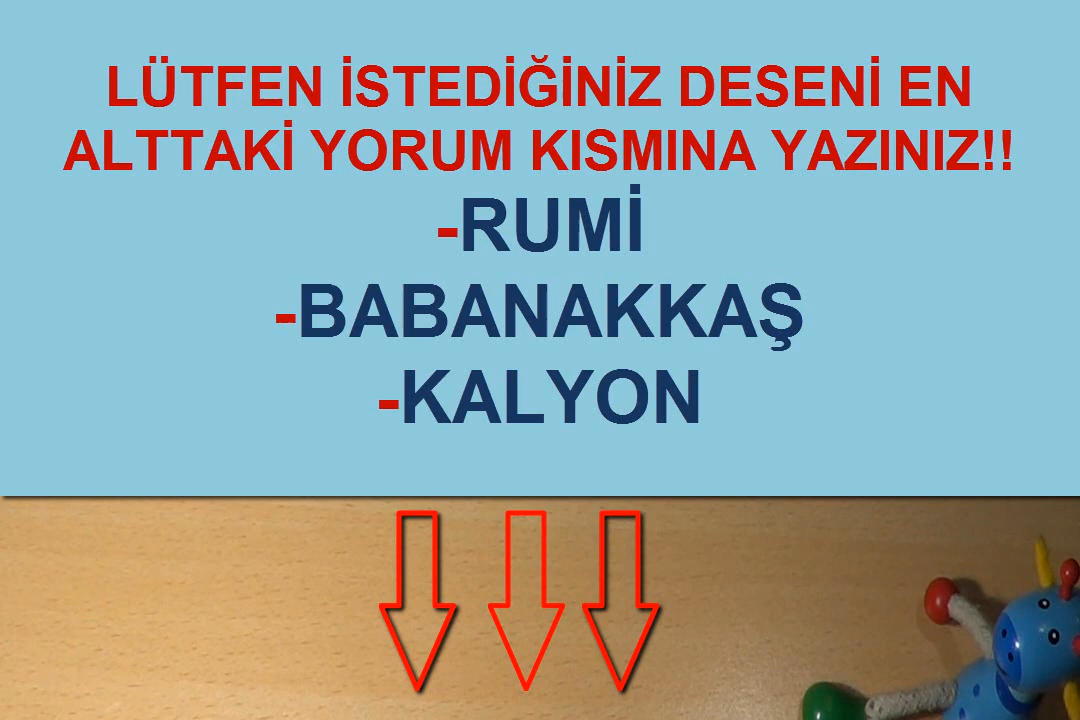 LÜTFEN İSTEDİĞİNİZ DESENİ EN
ALTTAKİ YORUM KISMINA YAZINIZ!!
-RUMİ
-BABANAKKAŞ
-KALYON